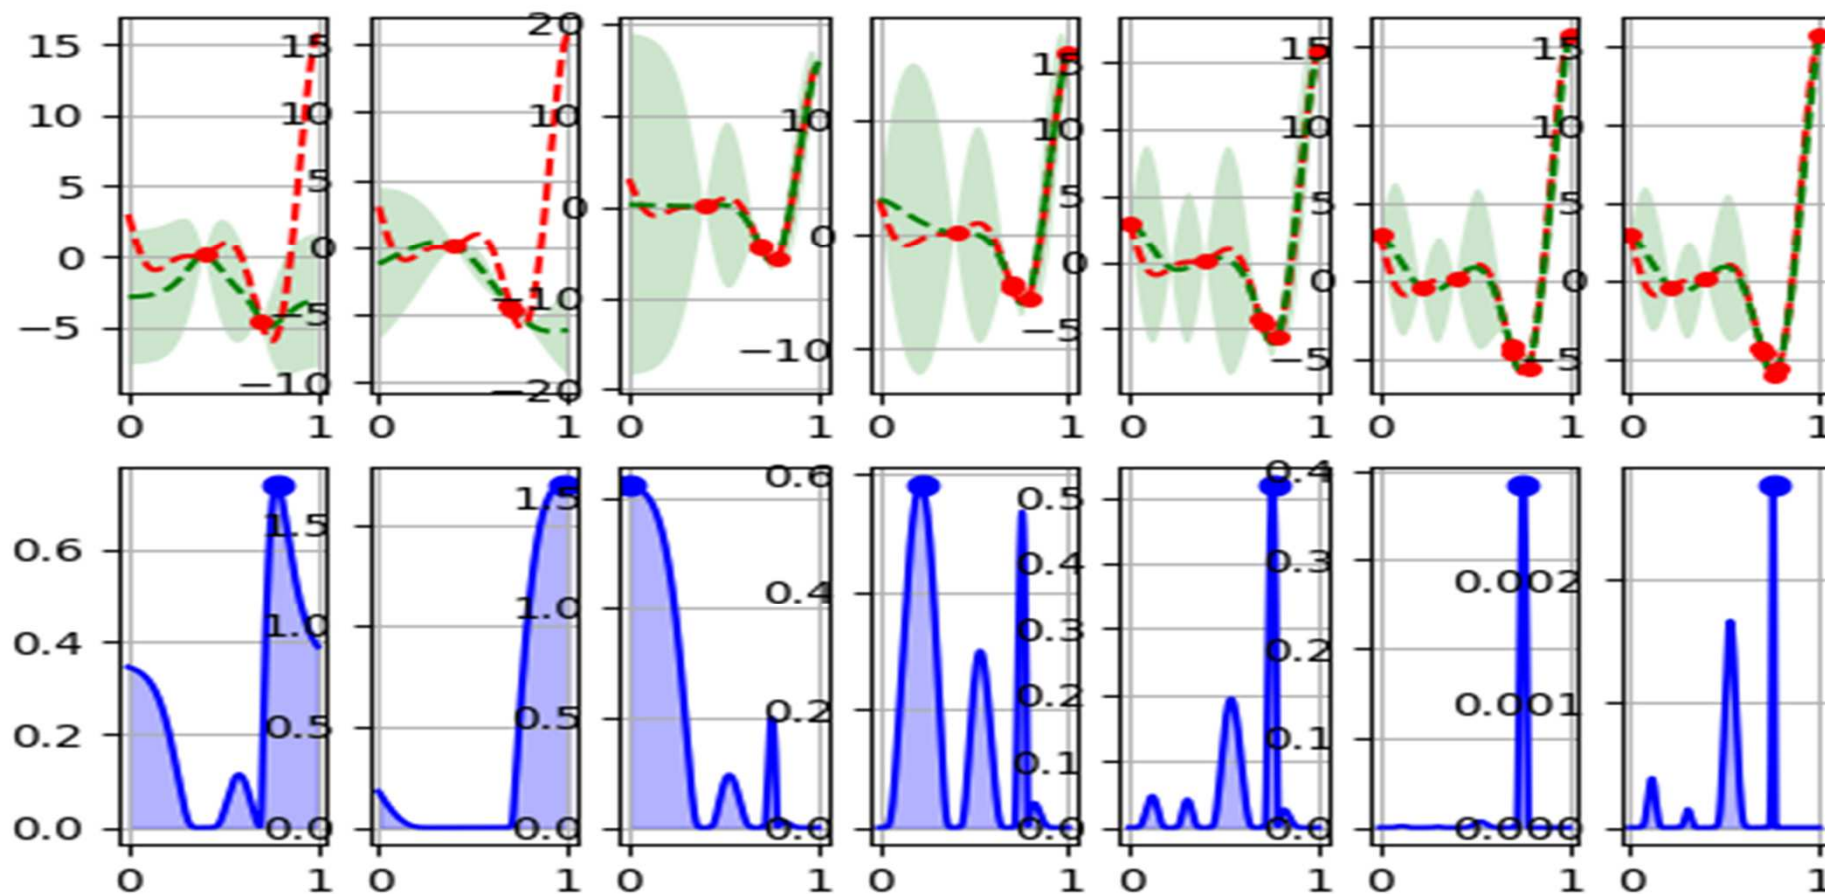 20
15 15 15 15 15
10 10 10 10 10 10 10
5 5 5 5 5
0 0 0 0 0 0 0
−5 −5 −10 −5 −5 −5
−10 −20 −10
0 1 0 1 0 1 0 1 0 1 0 1 0 1
1.5 1.5 0.6 0.5 0.4
0.6 1.0 1.0 0.4 0.4 0.3 0.002
0.4 0.3 0.2
0.2 0.5 0.5 0.2 0.2 0.1 0.001
0.1
0.0 0.0 0.0 0.0 0.0 0.0 0.000
0 1 0 1 0 1 0 1 0 1 0 1 0 1